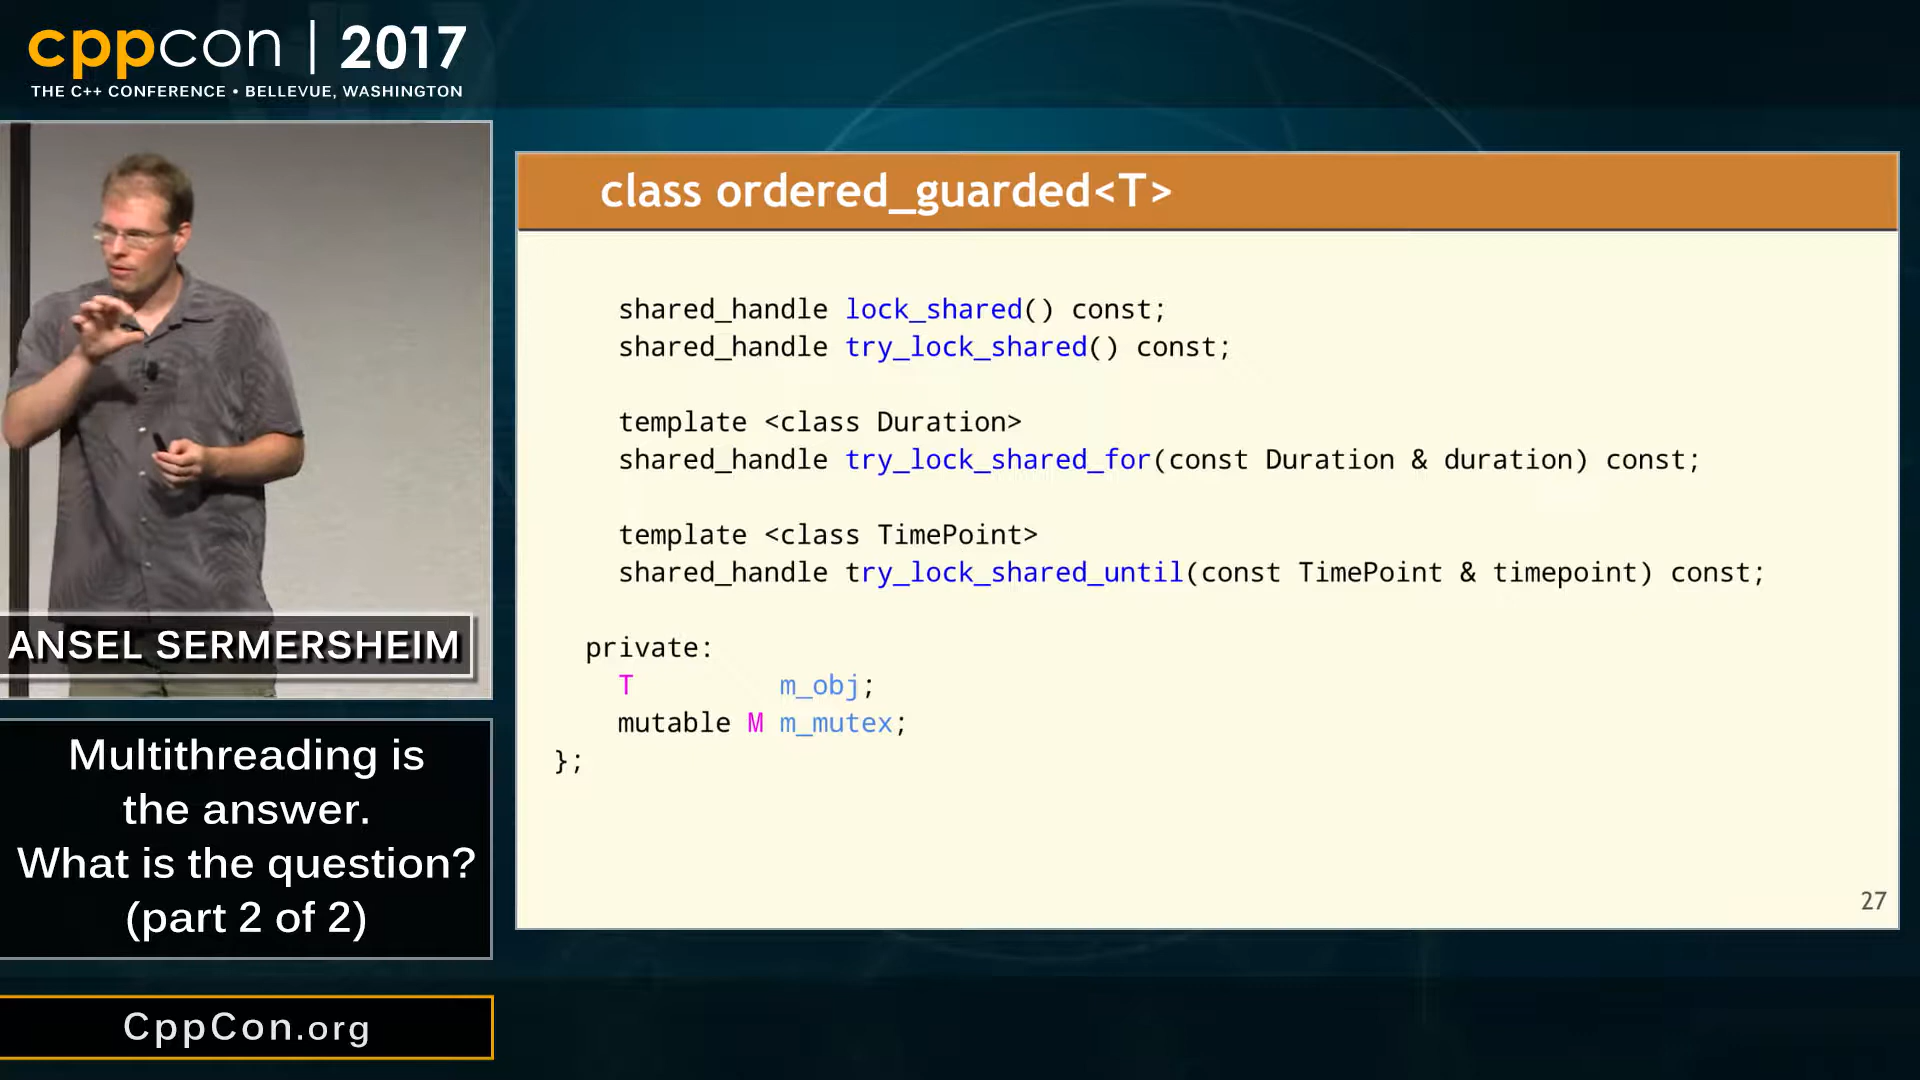 cppcon | 2017
THE C++ CONFERENCE • BELLEVUE, WASHINGTON
ANSEL SERMERSHEIM
Multithreading is
the answer.
What is the question?
(part 2 of 2)
CppCon.org
class ordered_guarded<T>
shared_handle lock_shared() const;
shared_handle try_lock_shared() const;
template <class Duration>
shared_handle try_lock_shared_for(const Duration & duration) const;
template <class TimePoint>
shared_handle try_lock_shared_until(const TimePoint & timepoint) const;
private:
T m_obj;
mutable M m_mutex;
};
27